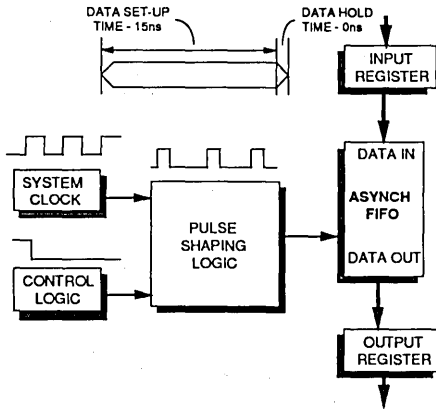 DATA SET-UP
TIME - 15ns
DATA HOLD
TIME - 0ns
INPUT
REGISTER
SYSTEM
CLOCK
CONTROL
LOGIC
PULSE
SHAPING
LOGIC
DATA IN
ASYNCH
FIFO
DATA OUT
OUTPUT
REGISTER